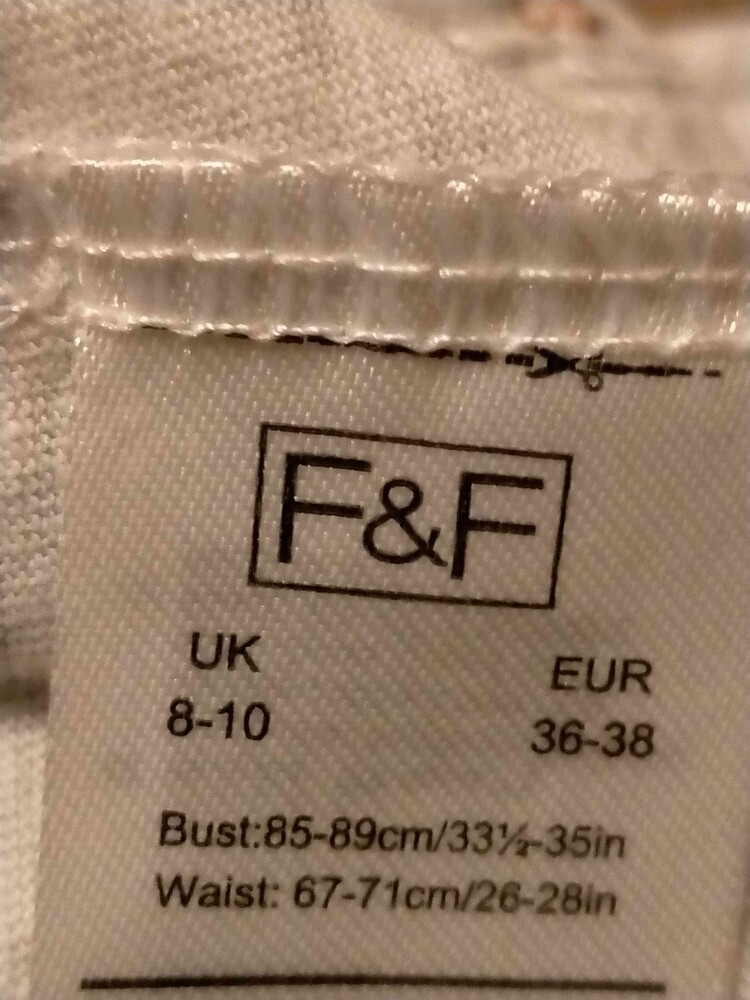 F&F
UK EUR
8-10 36-38
Bust:85-89cm/33½-35in
Waist: 67-71cm/26-28in